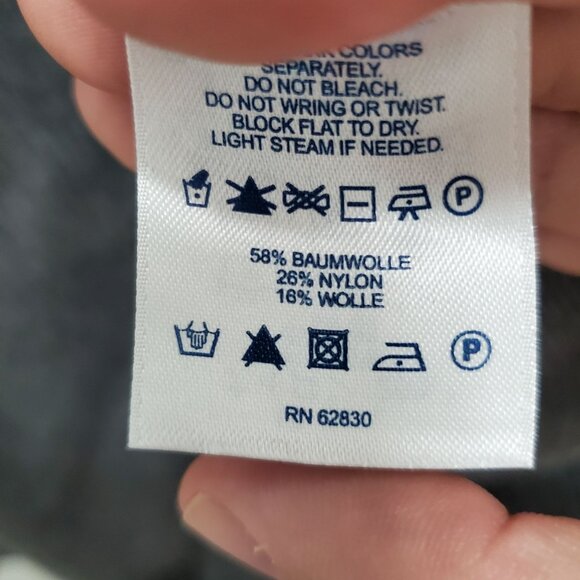 COLORS
SEPARATELY.
DO NOT BLEACH.
DO NOT WRING OR TWIST.
BLOCK FLAT TO DRY.
LIGHT STEAM IF NEEDED.
P
58% BAUMWOLLE
26% NYLON
16% WOLLE
P
RN 62830